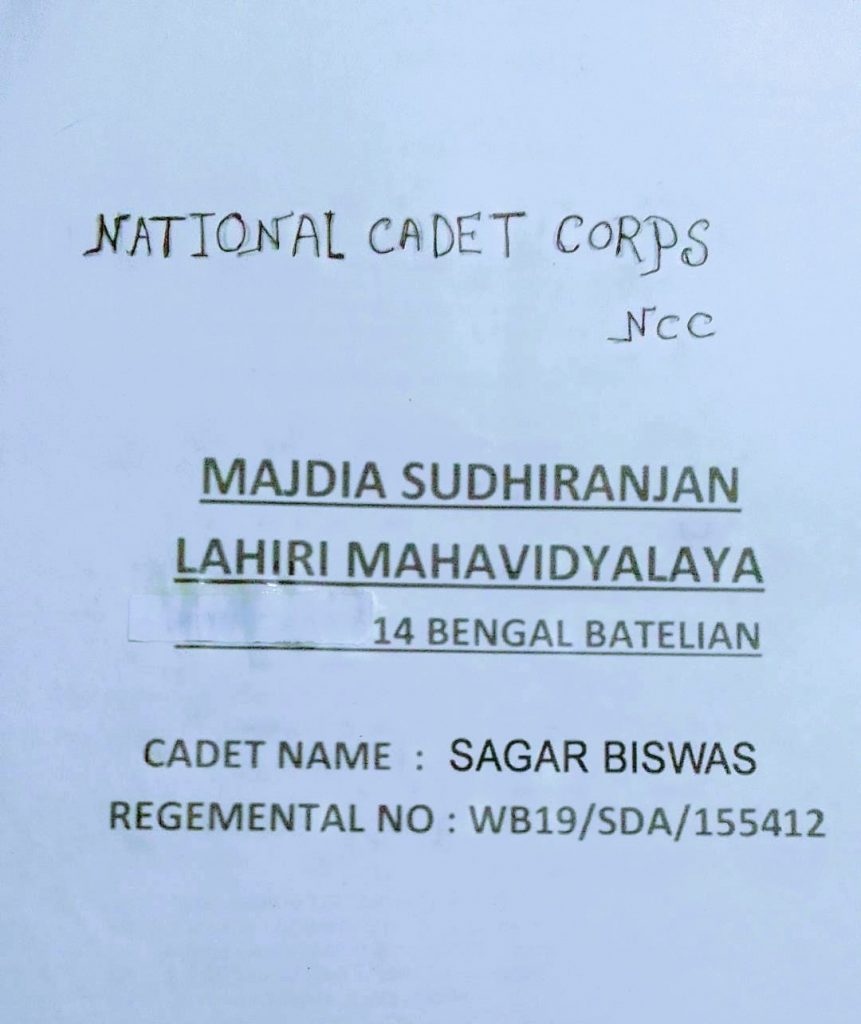 NATIONAL CADET CORPS
NCC
MAJDIA SUDHIRANJAN
LAHIRI MAHAVIDYALAYA
14 BENGAL BATELIAN
CADET NAME : SAGAR BISWAS
REGEMENTAL NO : WB19/SDA/155412